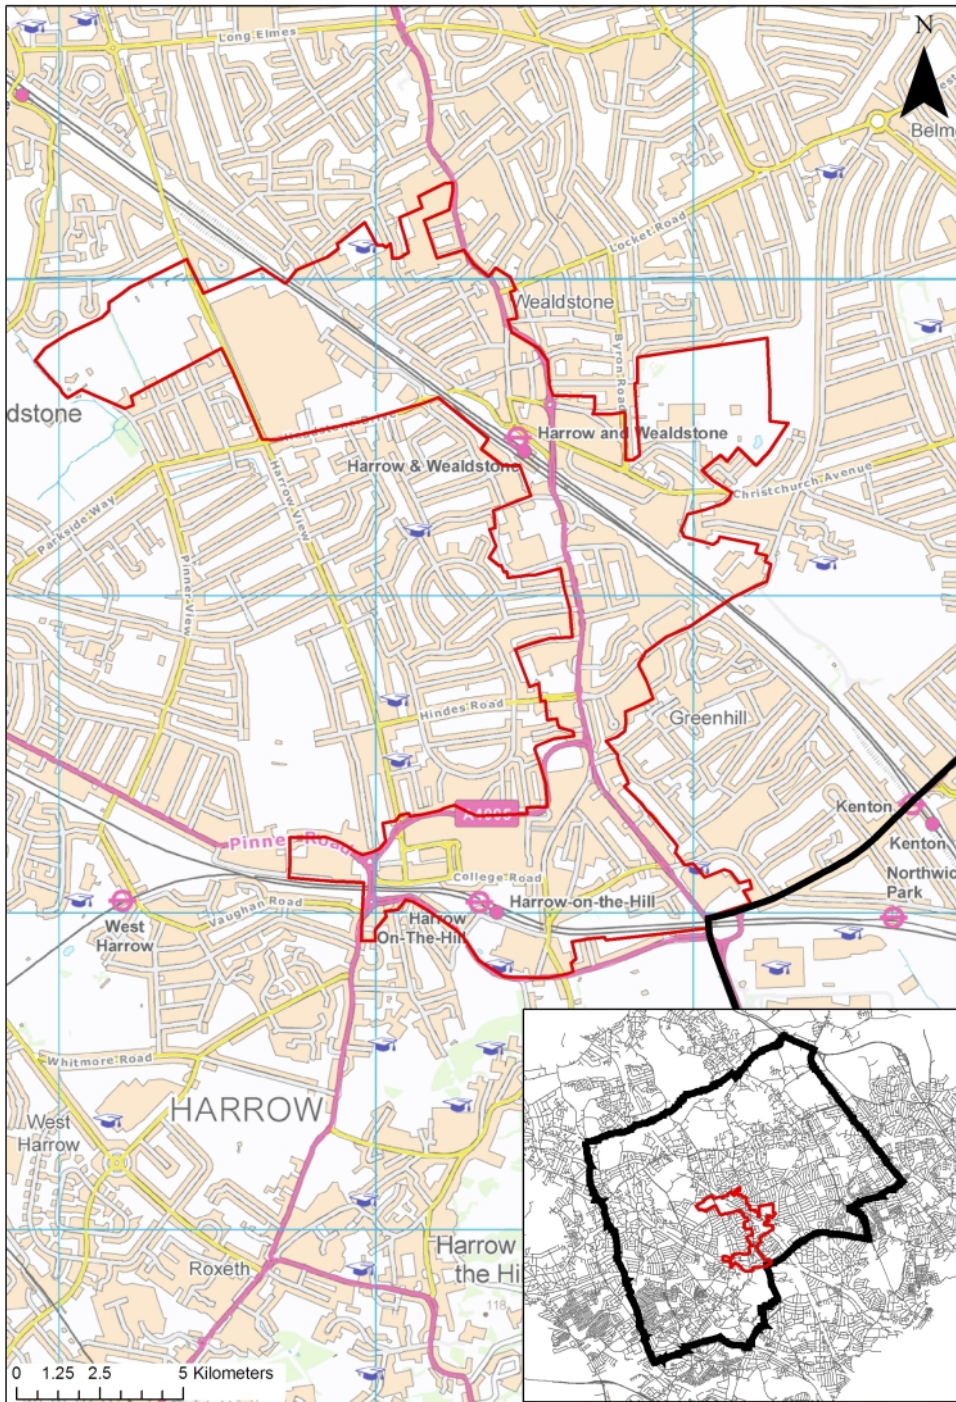 Long Elmes
N
Belm
Locket Road
Wealdstone
Byron Road
dstone
Headstone Drive
Harrow and Wealdstone
Harrow & Wealdstone
Christchurch Avenue
Parkside Way
Harrow View
Pinner View
Hindes Road
Greenhill
Kenton
Kenton
Pinner Road
College Road
Northwic
Park
Harrow-on-the-Hill
Vaughan Road
West
Harrow
Harrow
On-The-Hill
Whitmore Road
HARROW
West
Harrow
Roxeth
Harrow
the Hi
118
0 1.25 2.5 5 Kilometers